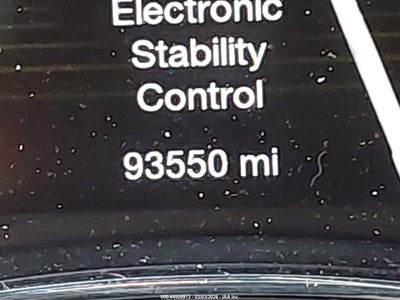 Electronic
Stability
Control
93550 mi